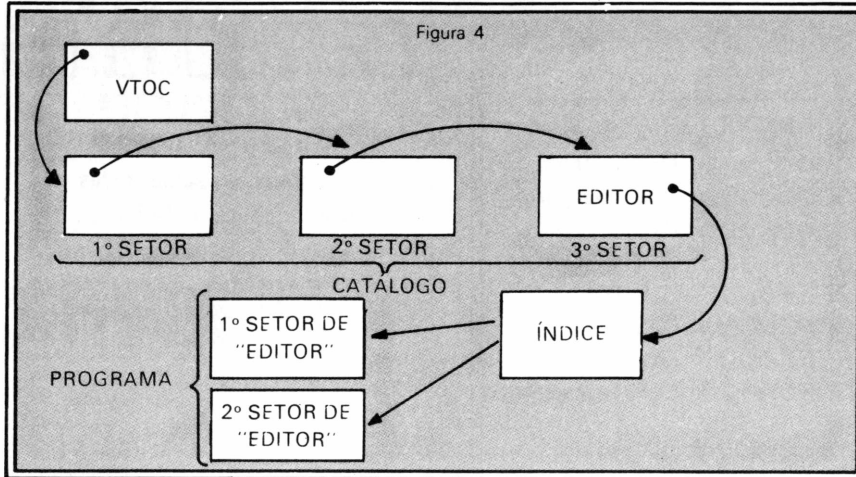 Figura 4
VTOC
EDITOR
1º SETOR
2º SETOR
3º SETOR
CATALOGO
PROGRAMA
1º SETOR DE
"EDITOR"
2º SETOR DE
"EDITOR"
ÍNDICE